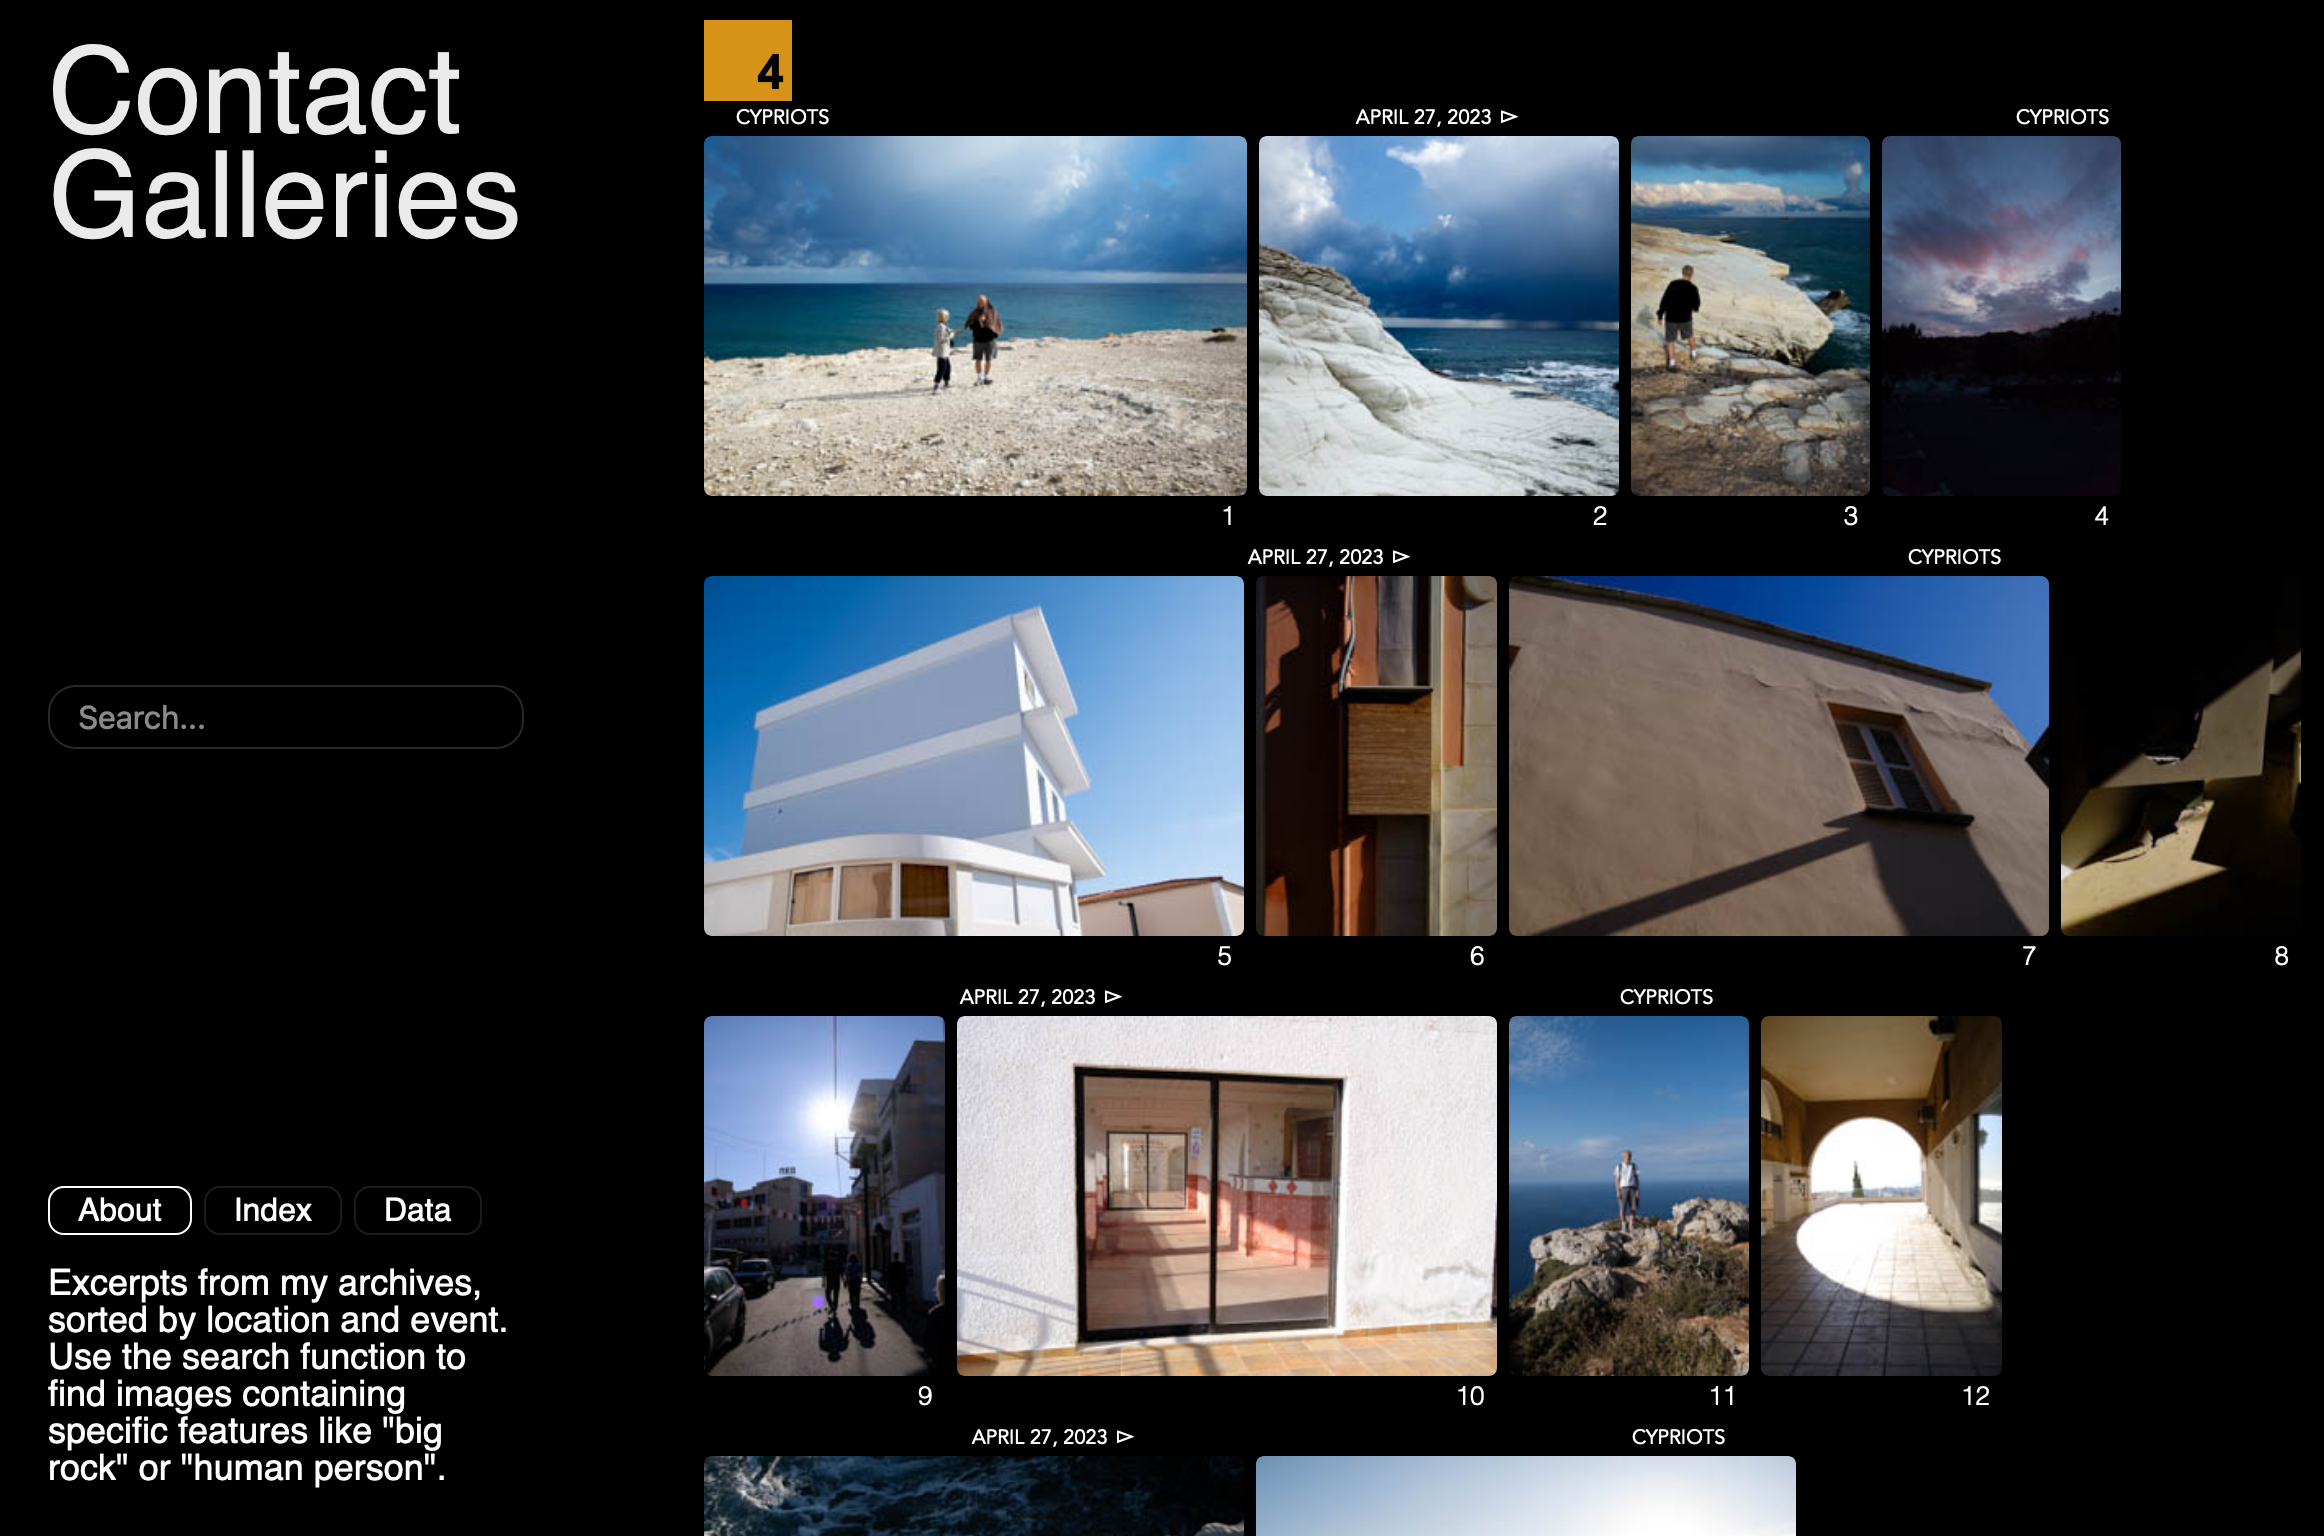 Contact
Galleries
Search...
About
Index
Data
Excerpts from my archives,
sorted by location and event.
Use the search function to
find images containing
specific features like "big
rock" or "human person".
4
CYPRIOTS
APRIL 27, 2023 ▻
CYPRIOTS
1
2
3
4
APRIL 27, 2023 ▻
CYPRIOTS
5
6
7
8
APRIL 27, 2023 ▻
CYPRIOTS
9
10
11
12
APRIL 27, 2023 ▻
CYPRIOTS